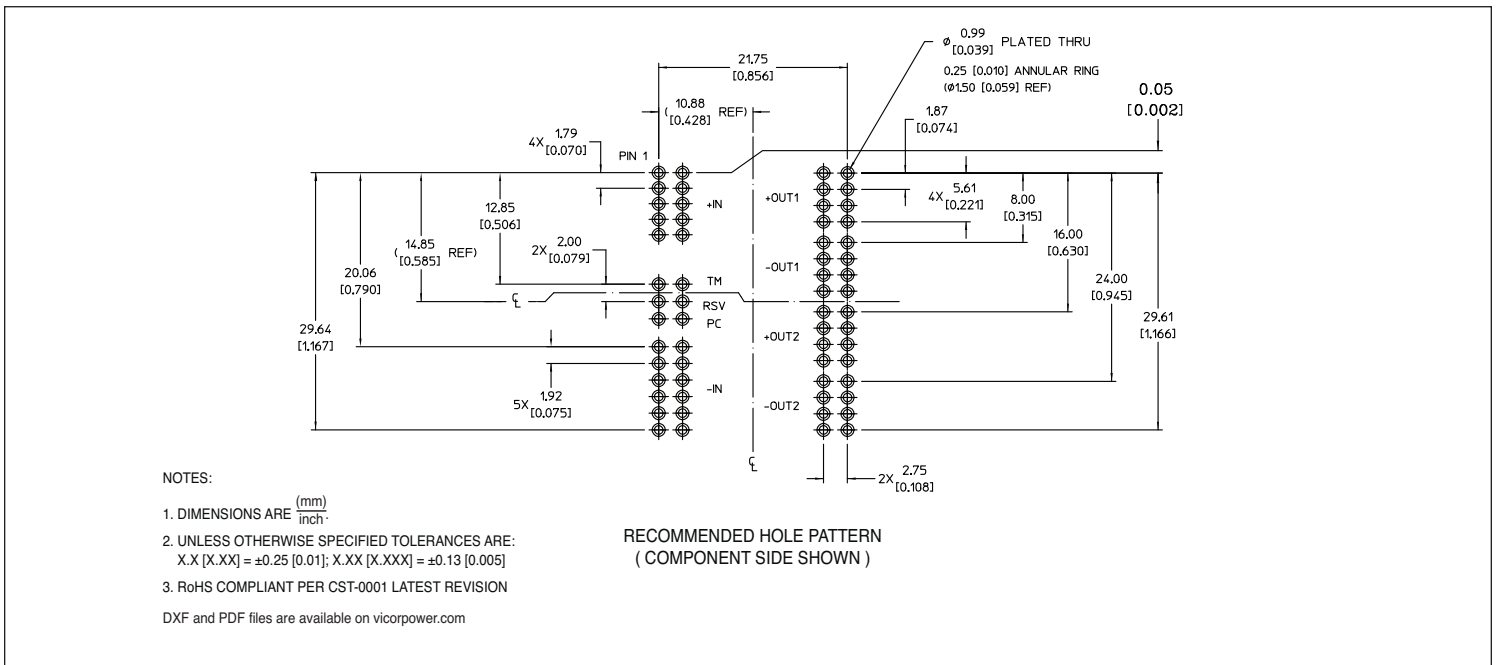 ⌀ 0.99 [0.039] PLATED THRU
0.25 [0.010] ANNULAR RING
(⌀1.50 [0.059] REF)
21.75
[0.856]
( 10.88 [0.428] REF)
0.05
[0.002]
1.87
[0.074]
4X 1.79 [0.070]
PIN 1
+IN
+OUT1
4X 5.61 [0.221]
8.00
[0.315]
12.85
[0.506]
16.00
[0.630]
( 14.85 [0.585] REF)
2X 2.00 [0.079]
20.06
[0.790]
-OUT1
24.00
[0.945]
TM
℄
RSV
PC
29.64
[1.167]
29.61
[1.166]
+OUT2
-IN
5X 1.92 [0.075]
-OUT2
℄
2X 2.75 [0.108]
NOTES:
1. DIMENSIONS ARE (mm) inch.
2. UNLESS OTHERWISE SPECIFIED TOLERANCES ARE:
X.X [X.XX] = ±0.25 [0.01]; X.XX [X.XXX] = ±0.13 [0.005]
3. RoHS COMPLIANT PER CST-0001 LATEST REVISION
DXF and PDF files are available on vicorpower.com
RECOMMENDED HOLE PATTERN
( COMPONENT SIDE SHOWN )